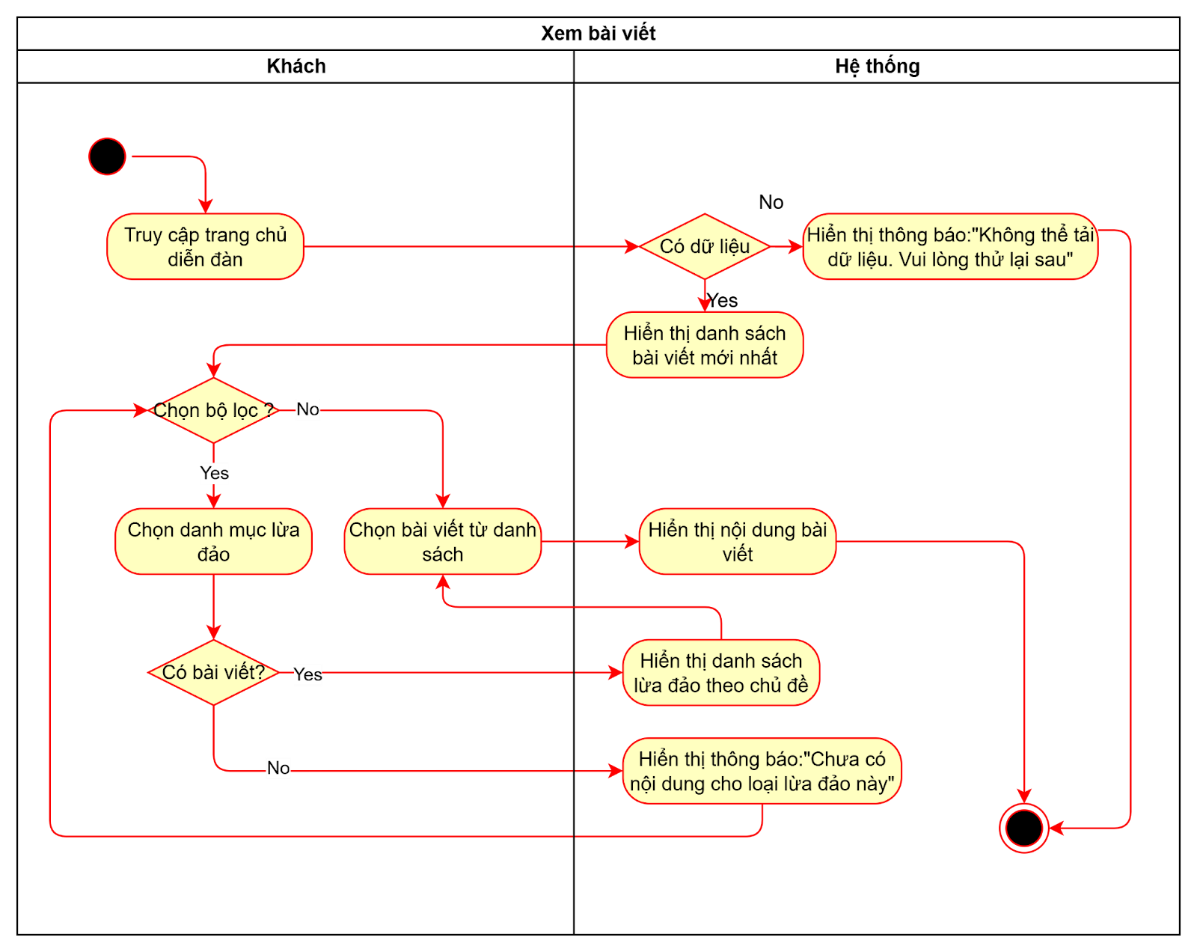 Xem bài viết
Khách
Hệ thống
Truy cập trang chủ
diễn đàn
Có dữ liệu
No
Hiển thị thông báo:"Không thể tải
dữ liệu. Vui lòng thử lại sau"
Yes
Hiển thị danh sách
bài viết mới nhất
Chọn bộ lọc ?
No
Yes
Chọn danh mục lừa
đảo
Chọn bài viết từ danh
sách
Hiển thị nội dung bài
viết
Có bài viết?
Yes
Hiển thị danh sách
lừa đảo theo chủ đề
No
Hiển thị thông báo:"Chưa có
nội dung cho loại lừa đảo này"